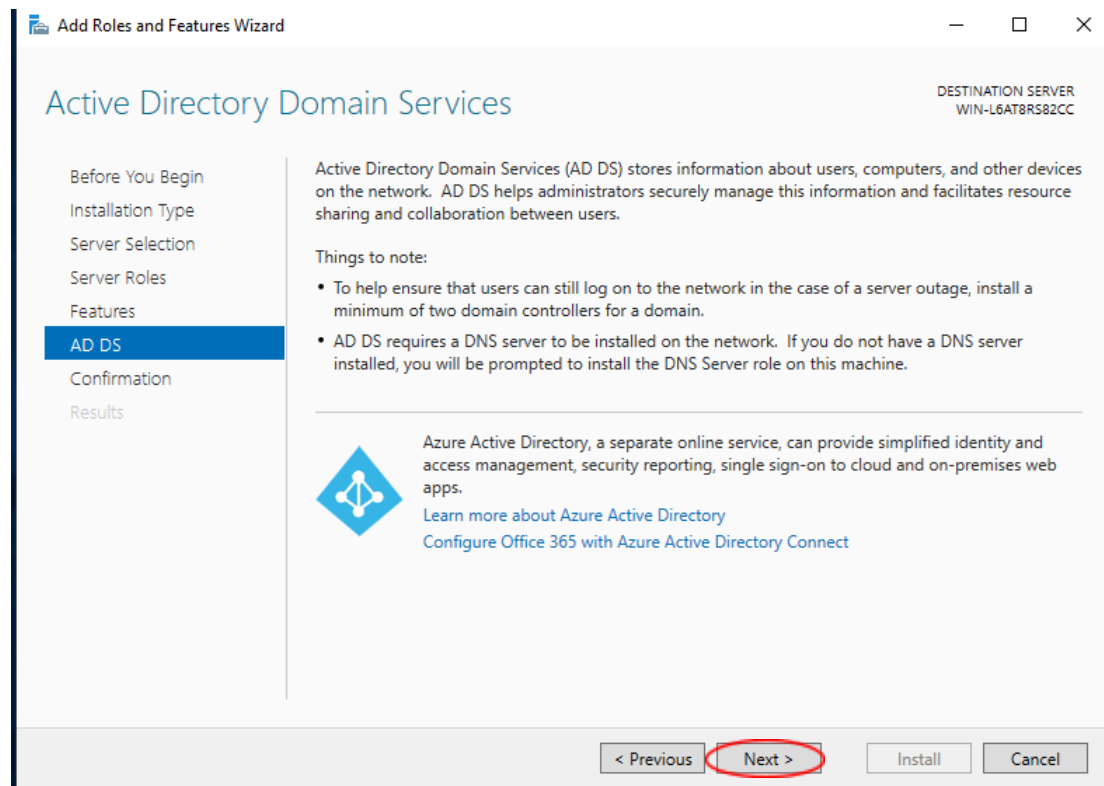 Add Roles and Features Wizard
Active Directory Domain Services
DESTINATION SERVER
WIN-L6AT8RS82CC
Before You Begin
Installation Type
Server Selection
Server Roles
Features
AD DS
Confirmation
Results
Active Directory Domain Services (AD DS) stores information about users, computers, and other devices
on the network.  AD DS helps administrators securely manage this information and facilitates resource
sharing and collaboration between users.
Things to note:
• To help ensure that users can still log on to the network in the case of a server outage, install a
minimum of two domain controllers for a domain.
• AD DS requires a DNS server to be installed on the network.  If you do not have a DNS server
installed, you will be prompted to install the DNS Server role on this machine.
Azure Active Directory, a separate online service, can provide simplified identity and
access management, security reporting, single sign-on to cloud and on-premises web
apps.
Learn more about Azure Active Directory
Configure Office 365 with Azure Active Directory Connect
< Previous
Next >
Install
Cancel